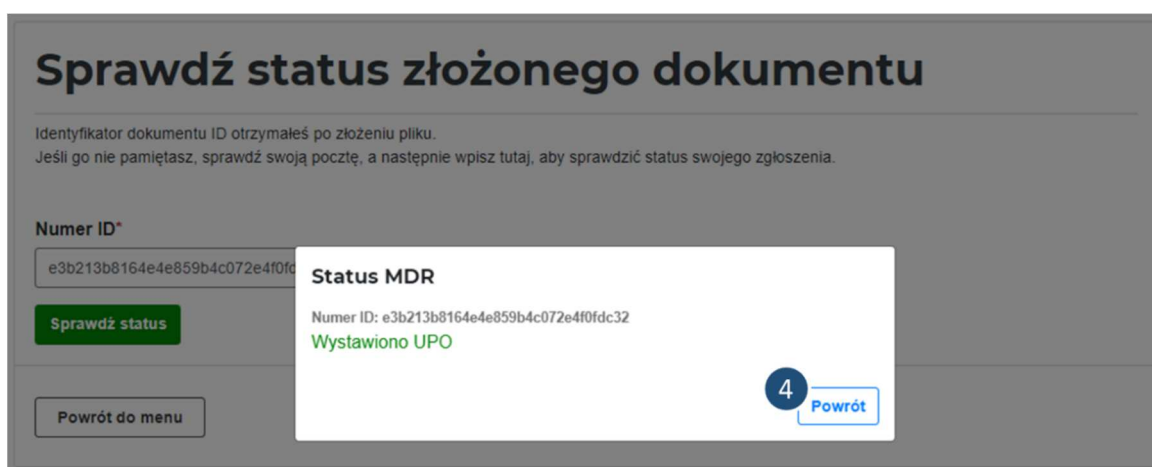 Sprawdź status złożonego dokumentu
Identyfikator dokumentu ID otrzymałeś po złożeniu pliku.
Jeśli go nie pamiętasz, sprawdź swoją pocztę, a następnie wpisz tutaj, aby sprawdzić status swojego zgłoszenia.
Numer ID*
e3b213b8164e4e859b4c072e4f0fd
Sprawdź status
Status MDR
Numer ID: e3b213b8164e4e859b4c072e4f0fdc32
Wystawiono UPO
4
Powrót
Powrót do menu